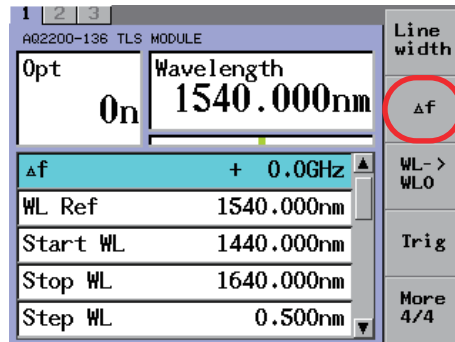 1 2 3
AQ2200-136 TLS MODULE
Opt
On
Wavelength
1540.000nm
Δf + 0.0GHz
WL Ref 1540.000nm
Start WL 1440.000nm
Stop WL 1640.000nm
Step WL 0.500nm
Line
width
Δf
WL->
WL0
Trig
More
4/4